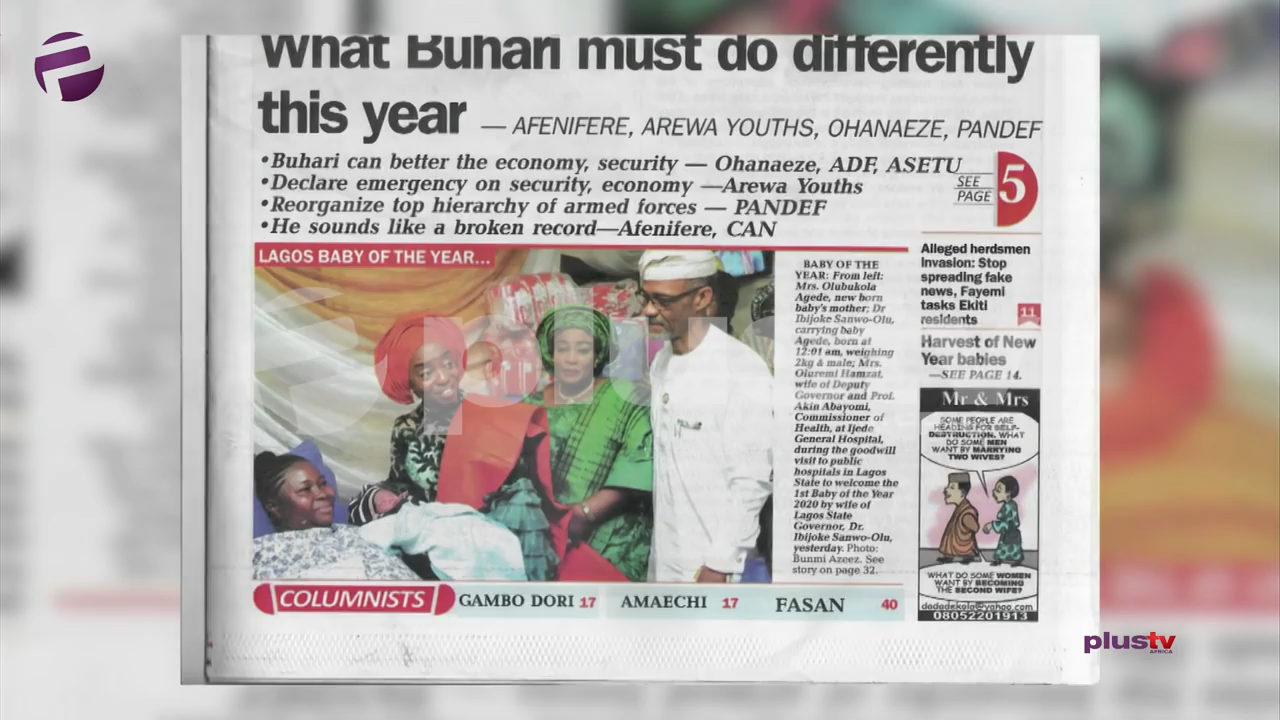 What Buhari must do differently
this year — AFENIFERE, AREWA YOUTHS, OHANAEZE, PANDEF
•Buhari can better the economy, security — Ohanaeze, ADF, ASETU
•Declare emergency on security, economy —Arewa Youths
•Reorganize top hierarchy of armed forces — PANDEF
•He sounds like a broken record—Afenifere, CAN
SEE
PAGE
5
LAGOS BABY OF THE YEAR...
BABY OF THE
YEAR: From left:
Mrs. Olubukola
Agede, new born
baby's mother; Dr
Ibijoke Sanwo-Olu,
carrying baby
Agede, born at
12:01 am, weighing
2kg & male; Mrs.
Oluremi Hamzat,
wife of Deputy
Governor and Prof.
Akin Abayomi,
Commissioner of
Health, at Ijede
General Hospital,
during the goodwill
visit to public
hospitals in Lagos
State to welcome the
1st Baby of the Year
2020 by wife of
Lagos State
Governor, Dr.
Ibijoke Sanwo-Olu,
yesterday. Photo:
Bunmi Azeez. See
story on page 32.
Alleged herdsmen
invasion: Stop
spreading fake
news, Fayemi
tasks Ekiti
residents
11
Harvest of New
Year babies
—SEE PAGE 14.
Mr & Mrs
SOME PEOPLE ARE
HEADING FOR SELF-
DESTRUCTION. WHAT
DO SOME MEN
WANT BY MARRYING
TWO WIVES?
WHAT DO SOME WOMEN
WANT BY BECOMING
THE SECOND WIFE?
dadadekola@yahoo.com
08052201913
COLUMNISTS GAMBO DORI 17 AMAECHI 17 FASAN 40
plus
plustv
AFRICA